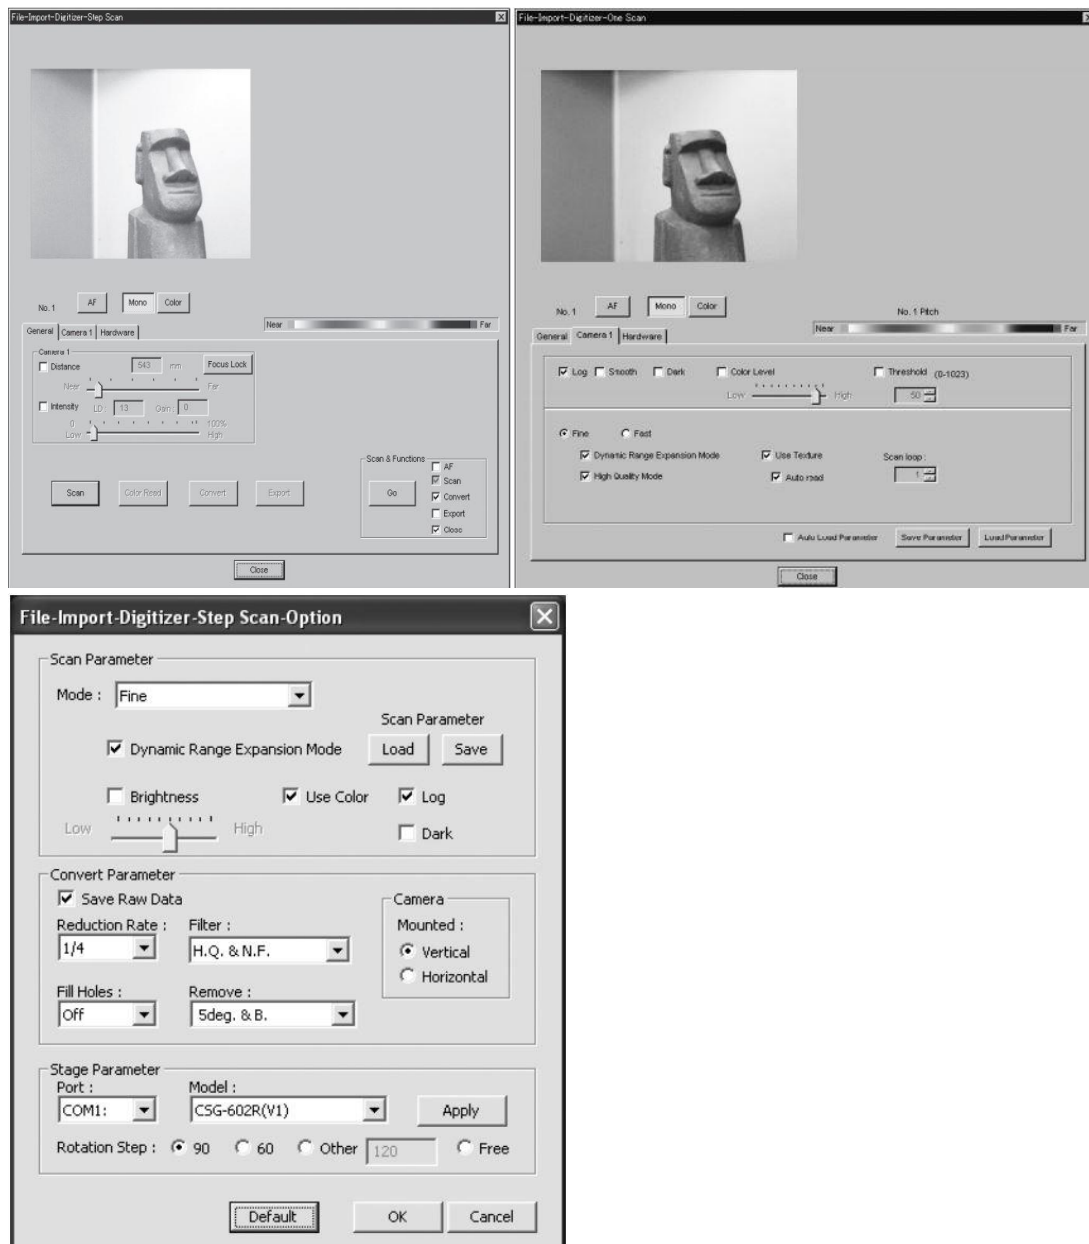 File-Import-Digitizer-Step Scan
No. 1 AF Mono Color
Near Far
General Camera 1 Hardware
Camera 1
Distance 543 mm Focus Lock
Near Far
Intensity LD: 13 Gain: 0
0 100%
Low High
Scan & Functions
AF
Scan
Convert
Export
Close
Scan Color Read Convert Export Go
Close
File-Import-Digitizer-One Scan
No. 1 AF Mono Color No. 1 Pitch
Near Far
General Camera 1 Hardware
Log Smooth Dark Color Level Threshold (0-1023)
Low High 50
Fine Fast
Dynamic Range Expansion Mode Use Texture Scan loop :
High Quality Mode Auto read 1
Auto Load Parameter Save Parameter Load Parameter
Close
File-Import-Digitizer-Step Scan-Option
Scan Parameter
Mode : Fine
Scan Parameter
Dynamic Range Expansion Mode Load Save
Brightness Use Color Log
Low High Dark
Convert Parameter
Save Raw Data
Reduction Rate : Filter :
1/4 H.Q. & N.F.
Fill Holes : Remove :
Off 5deg. & B.
Camera
Mounted :
Vertical
Horizontal
Stage Parameter
Port : Model :
COM1: CSG-602R(V1) Apply
Rotation Step : 90 60 Other 120 Free
Default OK Cancel